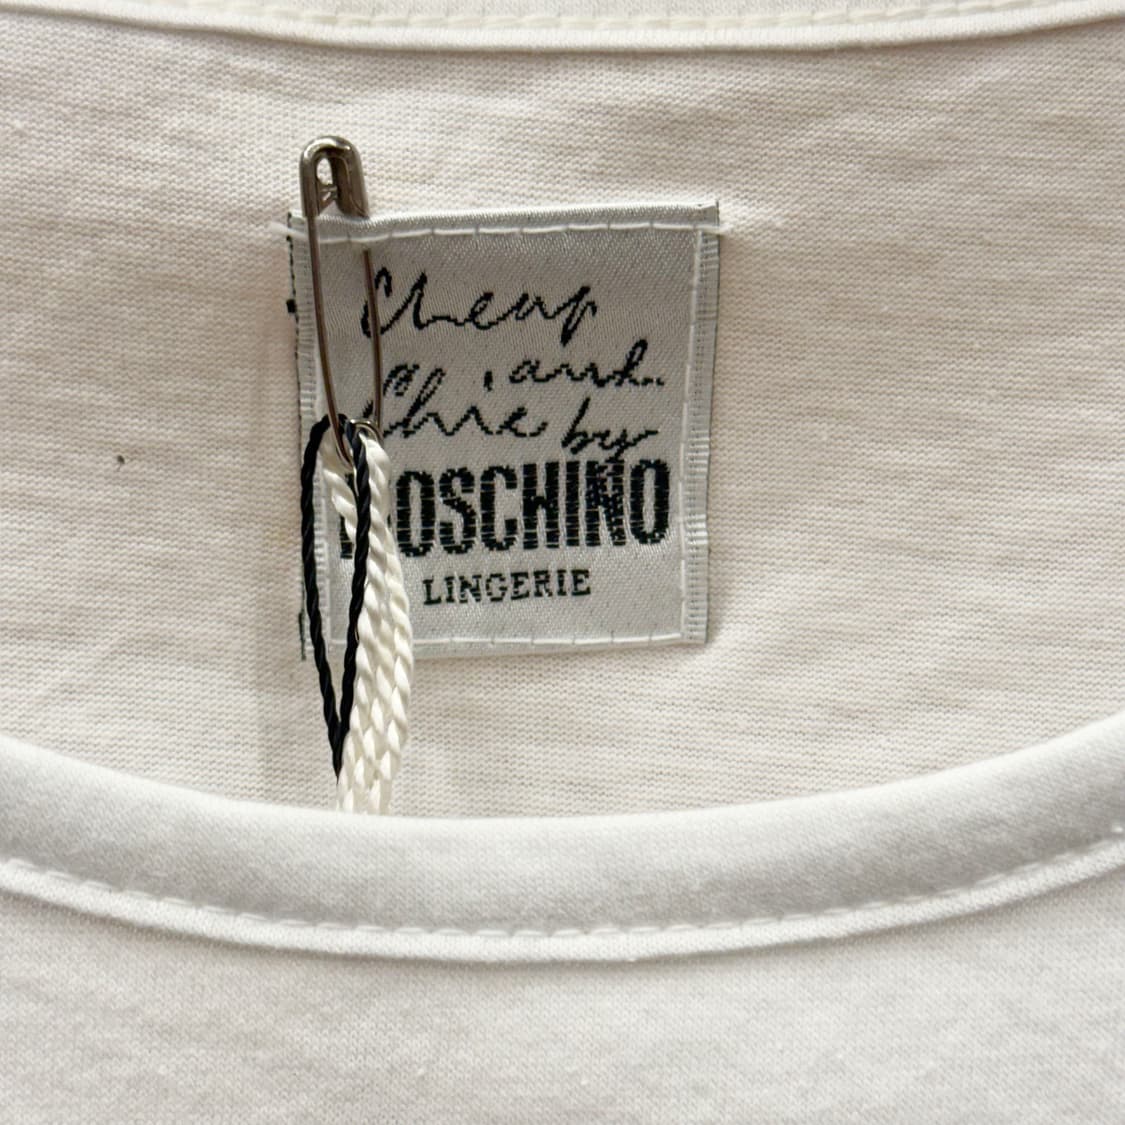 Cheap
and
Chic by
MOSCHINO
LINGERIE